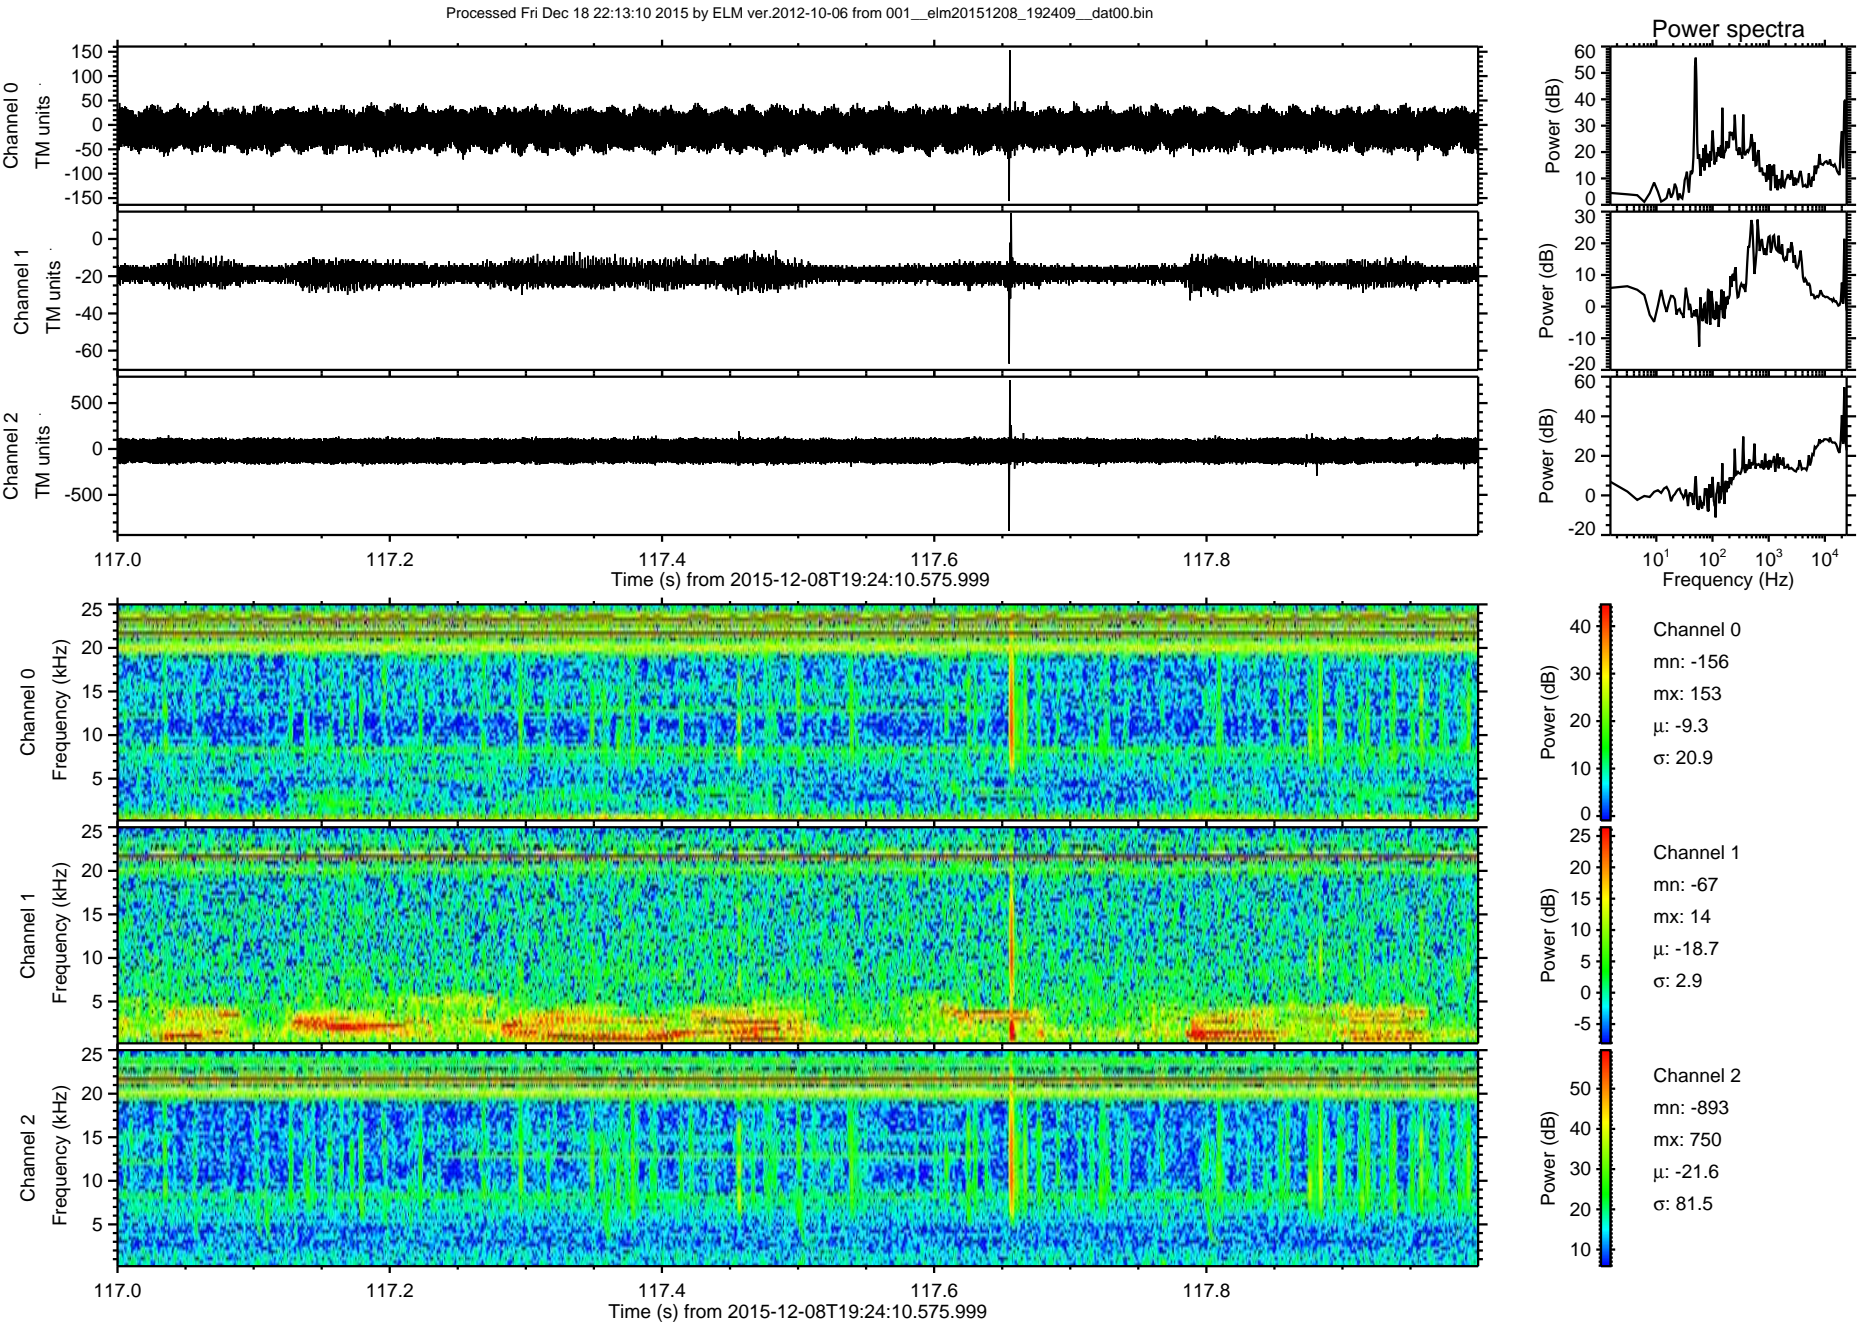 Processed Fri Dec 18 22:13:10 2015 by ELM ver.2012-10-06 from 001__elm20151208_192409__dat00.bin
Power spectra
Channel 0
TM units
150
100
50
0
-50
-100
-150
Power (dB)
60
50
40
30
20
10
0
Channel 1
TM units
0
-20
-40
-60
Power (dB)
30
20
10
0
-10
-20
Channel 2
TM units
500
0
-500
Power (dB)
60
40
20
0
-20
117.0 117.2 117.4 117.6 117.8
Time (s) from 2015-12-08T19:24:10.575.999
10¹ 10² 10³ 10⁴
Frequency (Hz)
Channel 0
Frequency (kHz)
25
20
15
10
5
Power (dB)
40
30
20
10
0
Channel 0
mn: -156
mx: 153
μ: -9.3
σ: 20.9
Channel 1
Frequency (kHz)
25
20
15
10
5
Power (dB)
25
20
15
10
5
0
-5
Channel 1
mn: -67
mx: 14
μ: -18.7
σ: 2.9
Channel 2
Frequency (kHz)
25
20
15
10
5
Power (dB)
50
40
30
20
10
Channel 2
mn: -893
mx: 750
μ: -21.6
σ: 81.5
117.0 117.2 117.4 117.6 117.8
Time (s) from 2015-12-08T19:24:10.575.999